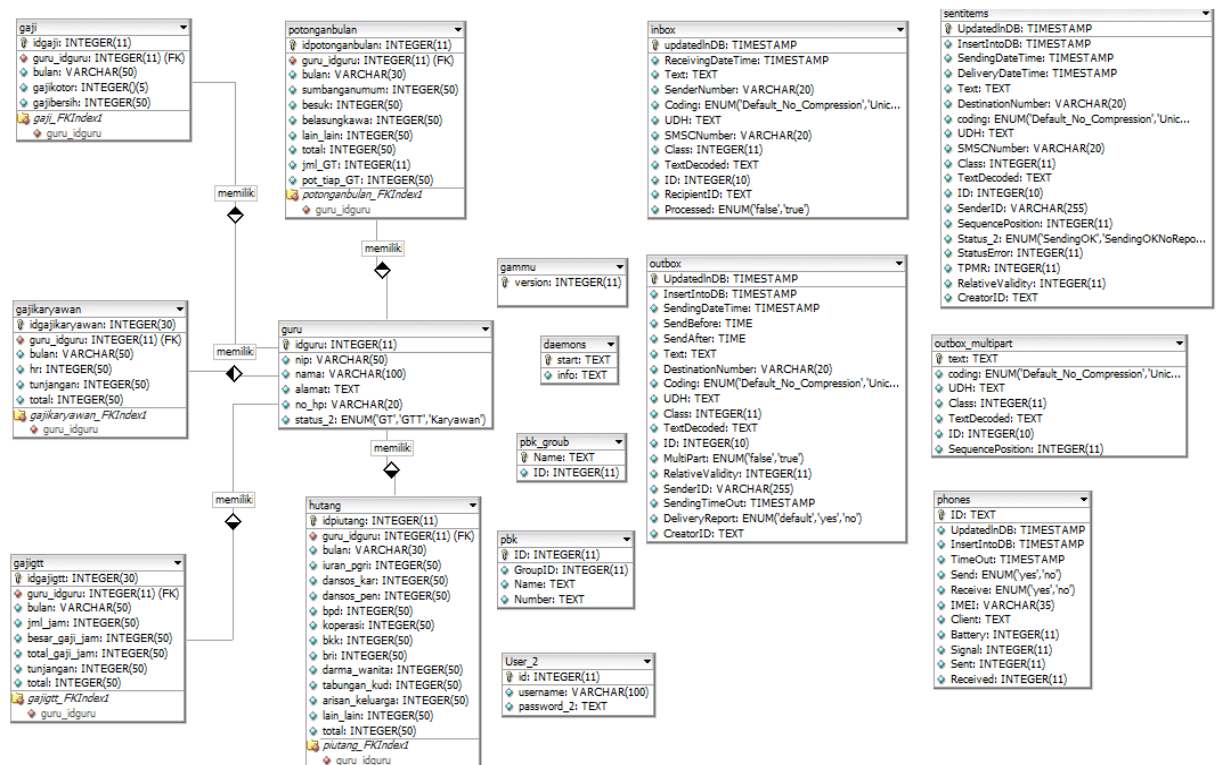 gaji
idgaji: INTEGER(11)
guru_idguru: INTEGER(11) (FK)
bulan: VARCHAR(50)
gajikotor: INTEGER()(5)
gajibersih: INTEGER(50)
gaji_FKIndex1
guru_idguru
potonganbulan
idpotonganbulan: INTEGER(11)
guru_idguru: INTEGER(11) (FK)
bulan: VARCHAR(30)
sumbanganumum: INTEGER(50)
besuk: INTEGER(50)
belasungkawa: INTEGER(50)
lain_lain: INTEGER(50)
total: INTEGER(50)
jml_GT: INTEGER(11)
pot_tiap_GT: INTEGER(50)
potonganbulan_FKIndex1
guru_idguru
memilik
memilik
gajikaryawan
idgajikaryawan: INTEGER(30)
guru_idguru: INTEGER(11) (FK)
bulan: VARCHAR(50)
hr: INTEGER(50)
tunjangan: INTEGER(50)
total: INTEGER(50)
gajikaryawan_FKIndex1
guru_idguru
memilik
guru
idguru: INTEGER(11)
nip: VARCHAR(50)
nama: VARCHAR(100)
alamat: TEXT
no_hp: VARCHAR(20)
status_2: ENUM('GT','GTT','Karyawan')
memilik
memilik
gajigtt
idgajigtt: INTEGER(30)
guru_idguru: INTEGER(11) (FK)
bulan: VARCHAR(50)
jml_jam: INTEGER(50)
besar_gaji_jam: INTEGER(50)
total_gaji_jam: INTEGER(50)
tunjangan: INTEGER(50)
total: INTEGER(50)
gajigtt_FKIndex1
guru_idguru
hutang
idpiutang: INTEGER(11)
guru_idguru: INTEGER(11) (FK)
bulan: VARCHAR(30)
iuran_pgri: INTEGER(50)
dansos_kar: INTEGER(50)
dansos_pen: INTEGER(50)
bpd: INTEGER(50)
koperasi: INTEGER(50)
bkk: INTEGER(50)
bri: INTEGER(50)
darma_wanita: INTEGER(50)
tabungan_kud: INTEGER(50)
arisan_keluarga: INTEGER(50)
lain_lain: INTEGER(50)
total: INTEGER(50)
piutang_FKIndex1
guru_idguru
gammu
version: INTEGER(11)
daemons
start: TEXT
info: TEXT
pbk_groub
Name: TEXT
ID: INTEGER(11)
pbk
ID: INTEGER(11)
GroupID: INTEGER(11)
Name: TEXT
Number: TEXT
User_2
id: INTEGER(11)
username: VARCHAR(100)
password_2: TEXT
inbox
updatedInDB: TIMESTAMP
ReceivingDateTime: TIMESTAMP
Text: TEXT
SenderNumber: VARCHAR(20)
Coding: ENUM('Default_No_Compression','Unic...
UDH: TEXT
SMSCNumber: VARCHAR(20)
Class: INTEGER(11)
TextDecoded: TEXT
ID: INTEGER(10)
RecipientID: TEXT
Processed: ENUM('false','true')
outbox
UpdatedInDB: TIMESTAMP
InsertIntoDB: TIMESTAMP
SendingDateTime: TIMESTAMP
SendBefore: TIME
SendAfter: TIME
Text: TEXT
DestinationNumber: VARCHAR(20)
Coding: ENUM('Default_No_Compression','Unic...
UDH: TEXT
Class: INTEGER(11)
TextDecoded: TEXT
ID: INTEGER(10)
MultiPart: ENUM('false','true')
RelativeValidity: INTEGER(11)
SenderID: VARCHAR(255)
SendingTimeOut: TIMESTAMP
DeliveryReport: ENUM('default','yes','no')
CreatorID: TEXT
sentitems
UpdatedInDB: TIMESTAMP
InsertIntoDB: TIMESTAMP
SendingDateTime: TIMESTAMP
DeliveryDateTime: TIMESTAMP
Text: TEXT
DestinationNumber: VARCHAR(20)
coding: ENUM('Default_No_Compression','Unic...
UDH: TEXT
SMSCNumber: VARCHAR(20)
Class: INTEGER(11)
TextDecoded: TEXT
ID: INTEGER(10)
SenderID: VARCHAR(255)
SequencePosition: INTEGER(11)
Status_2: ENUM('SendingOK','SendingOKNoRepo...
StatusError: INTEGER(11)
TPMR: INTEGER(11)
RelativeValidity: INTEGER(11)
CreatorID: TEXT
outbox_multipart
text: TEXT
coding: ENUM('Default_No_Compression','Unic...
UDH: TEXT
Class: INTEGER(11)
TextDecoded: TEXT
ID: INTEGER(10)
SequencePosition: INTEGER(11)
phones
ID: TEXT
UpdatedInDB: TIMESTAMP
InsertIntoDB: TIMESTAMP
TimeOut: TIMESTAMP
Send: ENUM('yes','no')
Receive: ENUM('yes','no')
IMEI: VARCHAR(35)
Client: TEXT
Battery: INTEGER(11)
Signal: INTEGER(11)
Sent: INTEGER(11)
Received: INTEGER(11)